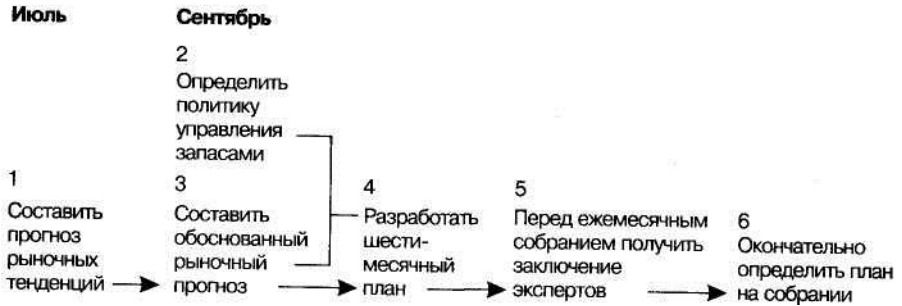 Июль
Сентябрь
2
Определить
политику
управления
запасами
1
Составить
прогноз
рыночных
тенденций
3
Составить
обоснованный
рыночный
прогноз
4
Разработать
шести-
месячный
план
5
Перед ежемесячным
собранием получить
заключение
экспертов
6
Окончательно
определить план
на собрании